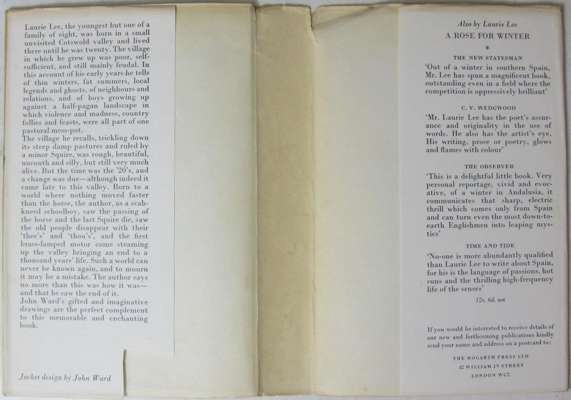 Laurie Lee, the youngest but one of a
family of eight, was born in a small
unvisited Cotswold valley and lived
there until he was twenty. The village
in which he grew up was poor, self-
sufficient, and still mainly feudal. In
this account of his early years he tells
of thin winters, fat summers, local
legends and ghosts, of neighbours and
relations, and of boys growing up
against a half-pagan landscape in
which violence and madness, country
follies and feasts, were all part of one
pastoral mess-pot.
The village he recalls, trickling down
its steep damp pastures and ruled by
a minor Squire, was rough, beautiful,
uncouth and silly, but still very much
alive. But the time was the '20's, and
a change was due—although indeed it
came late to this valley. Born to a
world where nothing moved faster
than the horse, the author, as a scab-
kneed schoolboy, saw the passing of
the horse and the last Squire die, saw
the old people disappear with their
'thee's' and 'thou's', and the first
brass-lamped motor come steaming
up the valley bringing an end to a
thousand years' life. Such a world can
never be known again, and to mourn
it may be a mistake. The author says
no more than this was how it was—
and that he saw the end of it.
John Ward's gifted and imaginative
drawings are the perfect complement
to this memorable and enchanting
book.
Jacket design by John Ward
Also by Laurie Lee
A ROSE FOR WINTER
*
THE NEW STATESMAN
'Out of a winter in southern Spain,
Mr. Lee has spun a magnificent book,
outstanding even in a field where the
competition is oppressively brilliant'
C. V. WEDGWOOD
'Mr. Laurie Lee has the poet's assur-
ance and originality in the use of
words. He also has the artist's eye.
His writing, prose or poetry, glows
and flames with colour'
THE OBSERVER
'This is a delightful little book. Very
personal reportage, vivid and evoc-
ative, of a winter in Andalusia, it
communicates that sharp, electric
thrill which comes only from Spain
and can turn even the most down-to-
earth Englishmen into leaping mys-
tics'
TIME AND TIDE
'No-one is more abundantly qualified
than Laurie Lee to write about Spain,
for his is the language of passion, but
runs and the thrilling high-frequency
life of the senses'
12s. 6d. net
If you would be interested to receive details of
our new and forthcoming publications kindly
send your name and address on a postcard to:
THE HOGARTH PRESS LTD
42 WILLIAM IV STREET
LONDON WC2